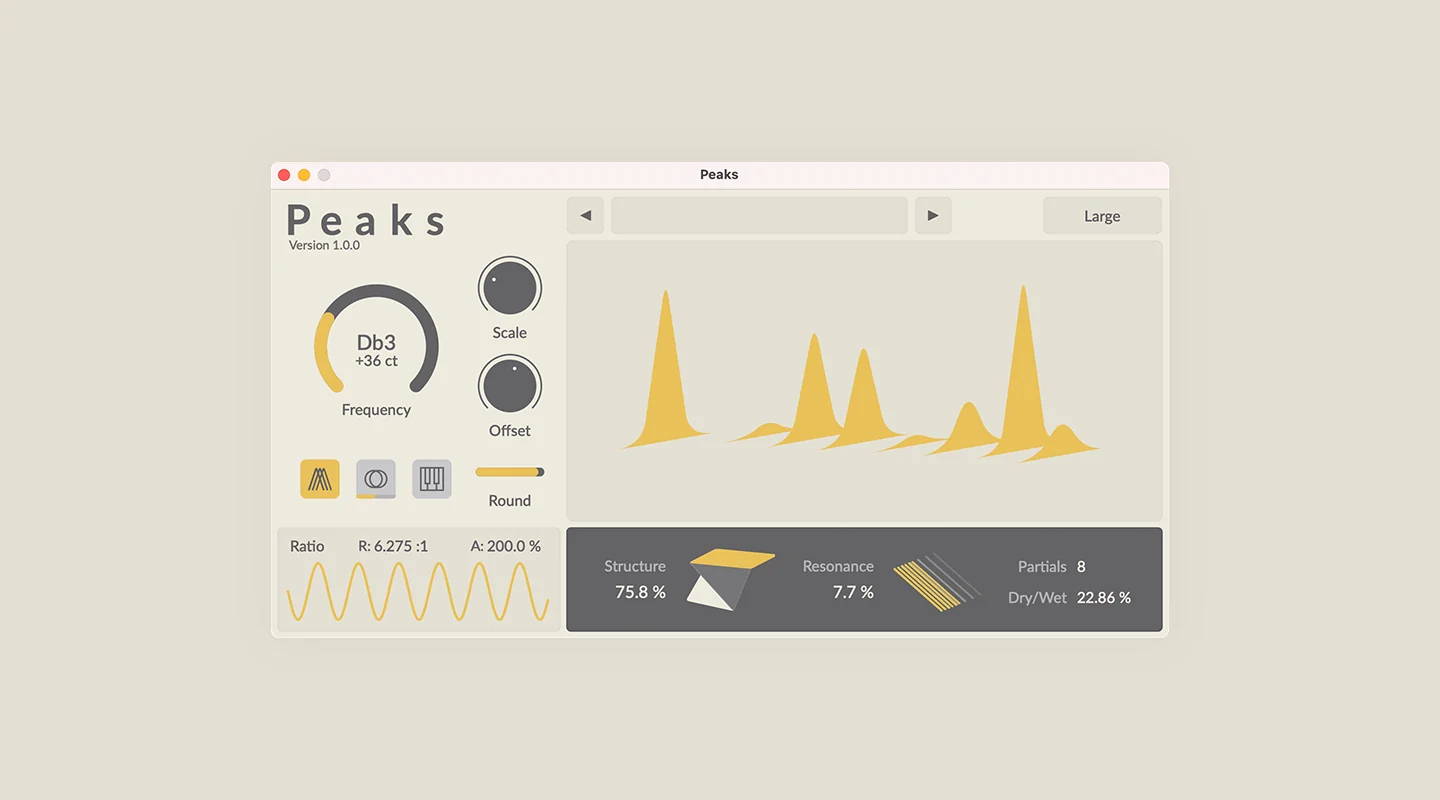 Peaks
Peaks
Version 1.0.0
Large
Db3
+36 ct
Frequency
Scale
Offset
Round
Ratio R: 6.275 :1 A: 200.0 %
Structure
75.8 %
Resonance
7.7 %
Partials 8
Dry/Wet 22.86 %